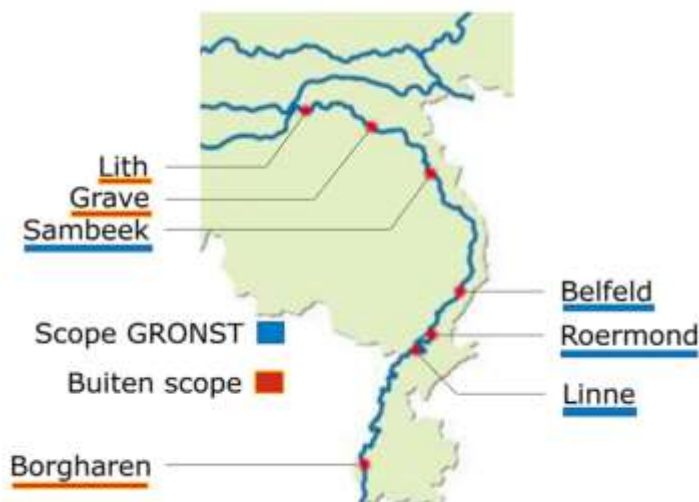 Lith
Grave
Sambeek
Belfeld
Scope GRONST
Roermond
Buiten scope
Linne
Borgharen